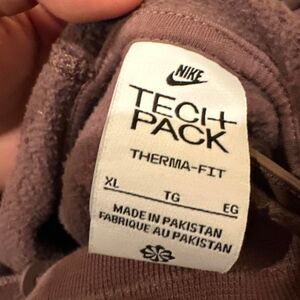 NIKE
TECH
PACK
THERMA-FIT
XL TG EG
MADE IN PAKISTAN
FABRIQUE AU PAKISTAN